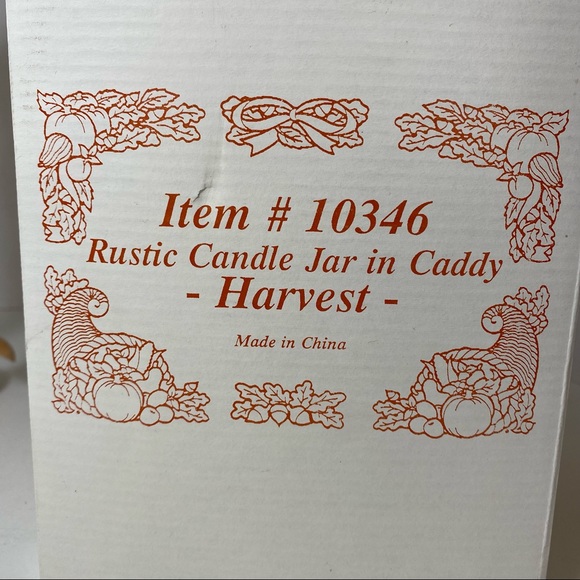 Item # 10346
Rustic Candle Jar in Caddy
- Harvest -
Made in China